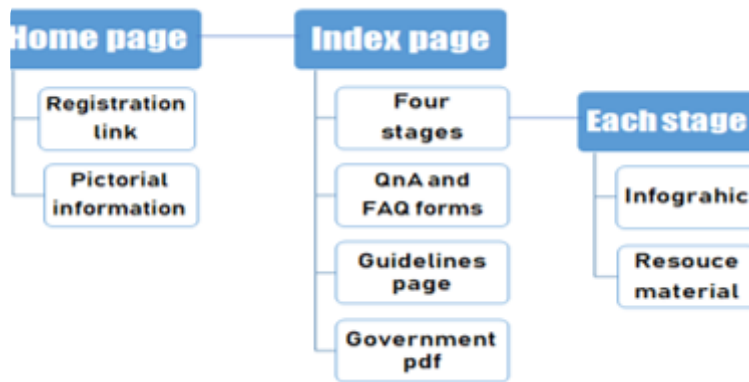 Home page
Registration
link
Pictorial
information
Index page
Four
stages
QnA and
FAQ forms
Guidelines
page
Government
pdf
Each stage
Infograhic
Resouce
material